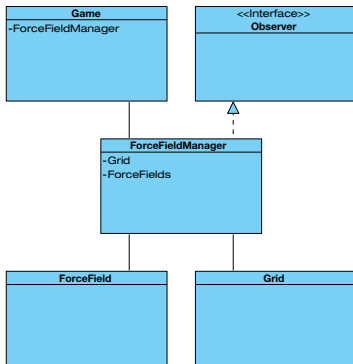 Game
-ForceFieldManager
<<Interface>>
Observer
ForceFieldManager
-Grid
-ForceFields
ForceField
Grid